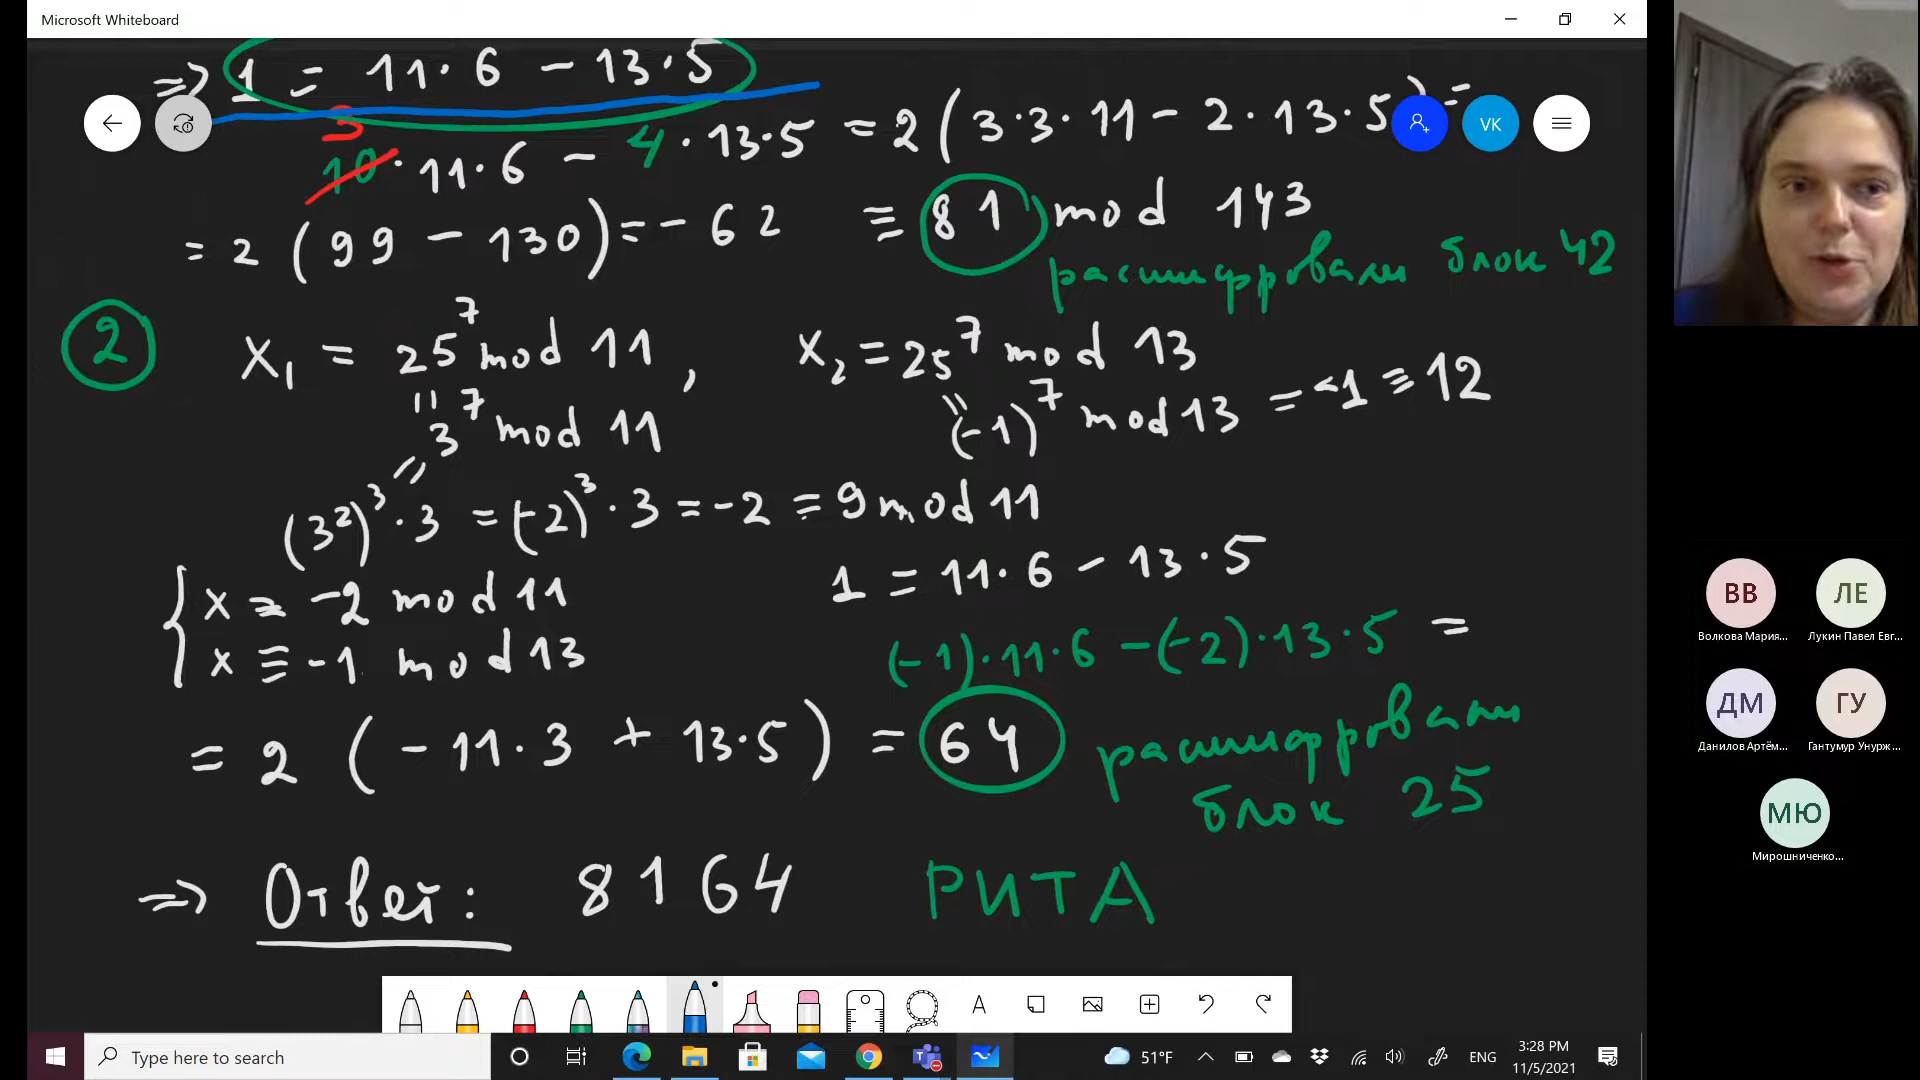 Microsoft Whiteboard
=> 1 = 11·6 − 13·5
3
10·11·6 − 4·13·5 = 2(3·3·11 − 2·13·5) =
VK
= 2(99 − 130) = −62 ≡ 81 mod 143
расшифровали блок 42
2
X₁ = 25⁷ mod 11, X₂ = 25⁷ mod 13
3⁷ mod 11
(−1)⁷ mod 13 = −1 ≡ 12
(3²)³·3 = (−2)³·3 = −2 ≡ 9 mod 11
x ≡ −2 mod 11
x ≡ −1 mod 13
1 = 11·6 − 13·5
(−1)·11·6 − (−2)·13·5 =
= 2(−11·3 + 13·5) = 64
расшифровали
блок 25
=> Ответ: 8164 РИТА
ВВ
Волкова Мария...
ЛЕ
Лукин Павел Евг...
ДМ
Данилов Артём...
ГУ
Гантумур Унурж...
МЮ
Мирошниченко...
A
Type here to search
51°F
ENG
3:28 PM
11/5/2021